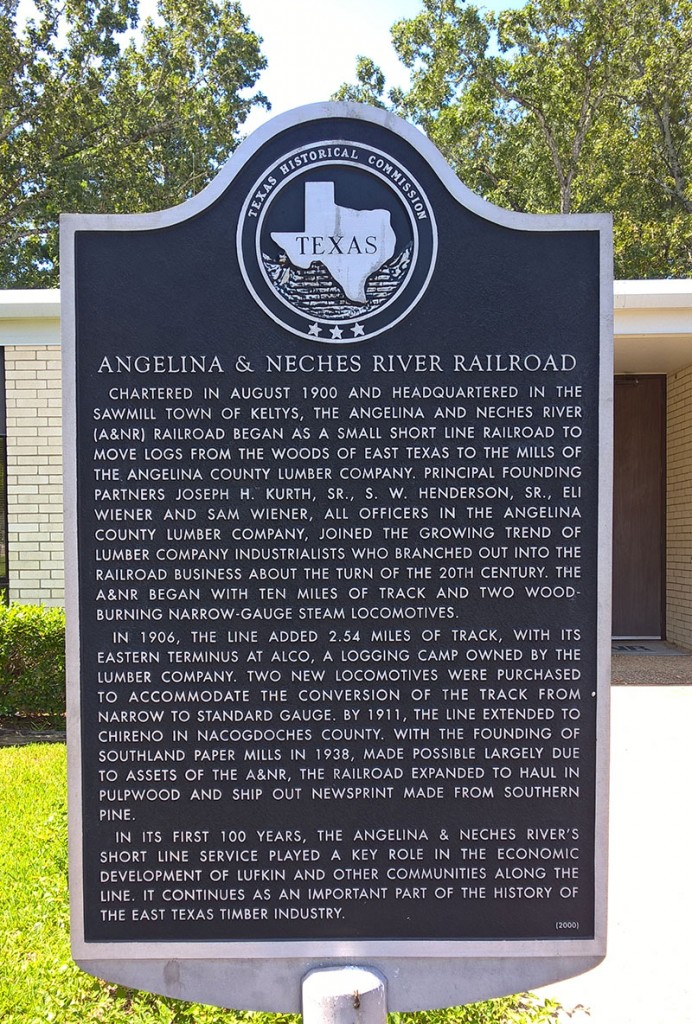 TEXAS HISTORICAL COMMISSION
TEXAS
ANGELINA & NECHES RIVER RAILROAD
CHARTERED IN AUGUST 1900 AND HEADQUARTERED IN THE
SAWMILL TOWN OF KELTYS, THE ANGELINA AND NECHES RIVER
(A&NR) RAILROAD BEGAN AS A SMALL SHORT LINE RAILROAD TO
MOVE LOGS FROM THE WOODS OF EAST TEXAS TO THE MILLS OF
THE ANGELINA COUNTY LUMBER COMPANY. PRINCIPAL FOUNDING
PARTNERS JOSEPH H. KURTH, SR., S. W. HENDERSON, SR., ELI
WIENER AND SAM WIENER, ALL OFFICERS IN THE ANGELINA
COUNTY LUMBER COMPANY, JOINED THE GROWING TREND OF
LUMBER COMPANY INDUSTRIALISTS WHO BRANCHED OUT INTO THE
RAILROAD BUSINESS ABOUT THE TURN OF THE 20TH CENTURY. THE
A&NR BEGAN WITH TEN MILES OF TRACK AND TWO WOOD-
BURNING NARROW-GAUGE STEAM LOCOMOTIVES.
IN 1906, THE LINE ADDED 2.54 MILES OF TRACK, WITH ITS
EASTERN TERMINUS AT ALCO, A LOGGING CAMP OWNED BY THE
LUMBER COMPANY. TWO NEW LOCOMOTIVES WERE PURCHASED
TO ACCOMMODATE THE CONVERSION OF THE TRACK FROM
NARROW TO STANDARD GAUGE. BY 1911, THE LINE EXTENDED TO
CHIRENO IN NACOGDOCHES COUNTY. WITH THE FOUNDING OF
SOUTHLAND PAPER MILLS IN 1938, MADE POSSIBLE LARGELY DUE
TO ASSETS OF THE A&NR, THE RAILROAD EXPANDED TO HAUL IN
PULPWOOD AND SHIP OUT NEWSPRINT MADE FROM SOUTHERN
PINE.
IN ITS FIRST 100 YEARS, THE ANGELINA & NECHES RIVER'S
SHORT LINE SERVICE PLAYED A KEY ROLE IN THE ECONOMIC
DEVELOPMENT OF LUFKIN AND OTHER COMMUNITIES ALONG THE
LINE. IT CONTINUES AS AN IMPORTANT PART OF THE HISTORY OF
THE EAST TEXAS TIMBER INDUSTRY.
(2000)